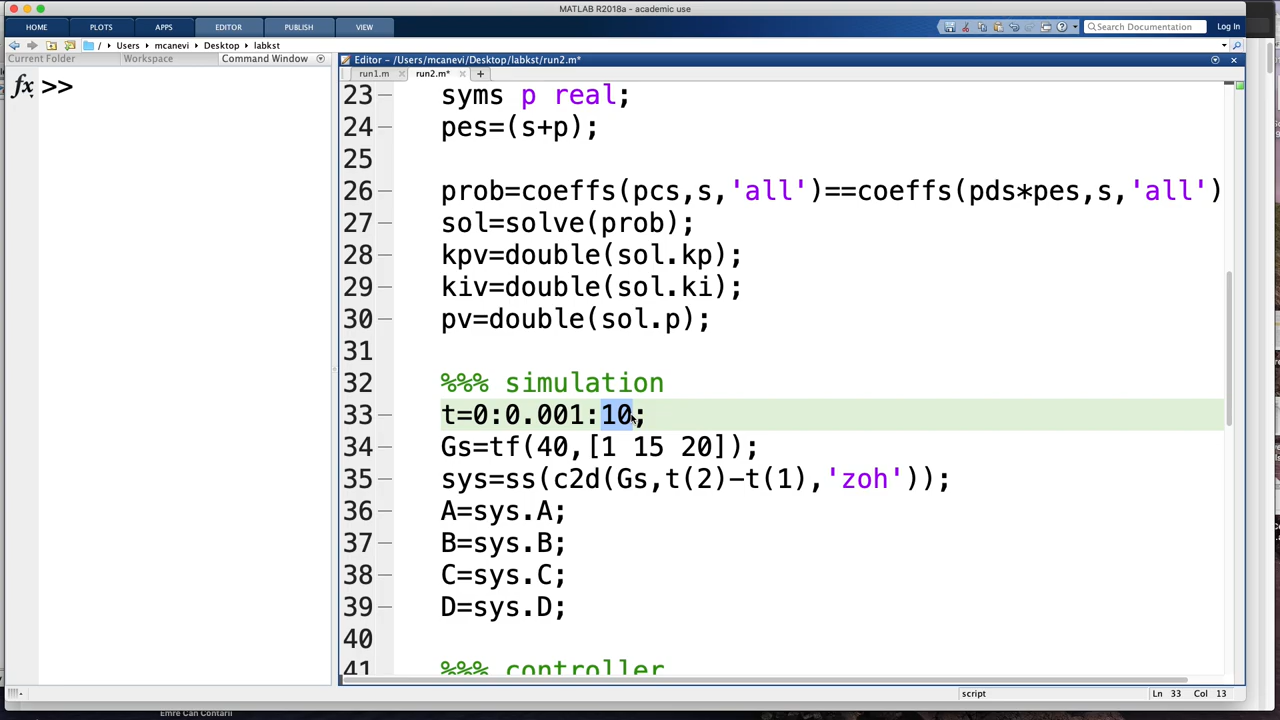 MATLAB R2018a - academic use
HOME PLOTS APPS EDITOR PUBLISH VIEW Search Documentation Log In
/ Users mcanevi Desktop labkst
Current Folder Workspace Command Window Editor - /Users/mcanevi/Desktop/labkst/run2.m*
run1.m run2.m*
fx >>
23 syms p real;
24 pes=(s+p);
25
26 prob=coeffs(pcs,s,'all')==coeffs(pds*pes,s,'all')
27 sol=solve(prob);
28 kpv=double(sol.kp);
29 kiv=double(sol.ki);
30 pv=double(sol.p);
31
32 %%% simulation
33 t=0:0.001:10;
34 Gs=tf(40,[1 15 20]);
35 sys=ss(c2d(Gs,t(2)-t(1),'zoh'));
36 A=sys.A;
37 B=sys.B;
38 C=sys.C;
39 D=sys.D;
40
41 %%% controller
script Ln 33 Col 13